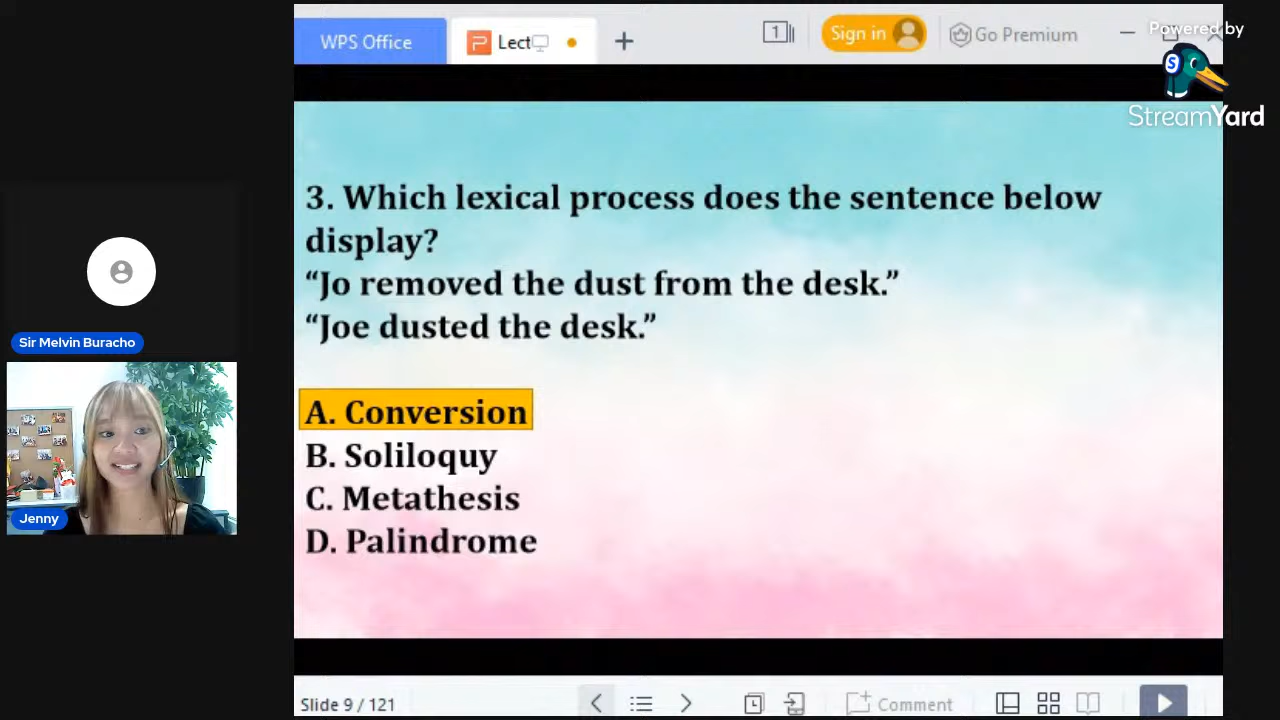 WPS Office
Lect
1
Sign in
Go Premium
Powered by
StreamYard
3. Which lexical process does the sentence below
display?
“Jo removed the dust from the desk.”
“Joe dusted the desk.”
A. Conversion
B. Soliloquy
C. Metathesis
D. Palindrome
Sir Melvin Buracho
Jenny
Slide 9 / 121
Comment